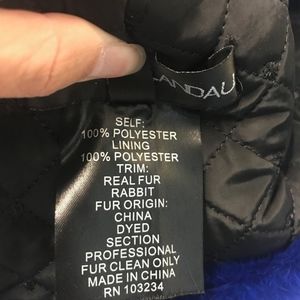 LANDAU
SELF:
100% POLYESTER
LINING
100% POLYESTER
TRIM:
REAL FUR
RABBIT
FUR ORIGIN:
CHINA
DYED
SECTION
PROFESSIONAL
FUR CLEAN ONLY
MADE IN CHINA
RN 103234